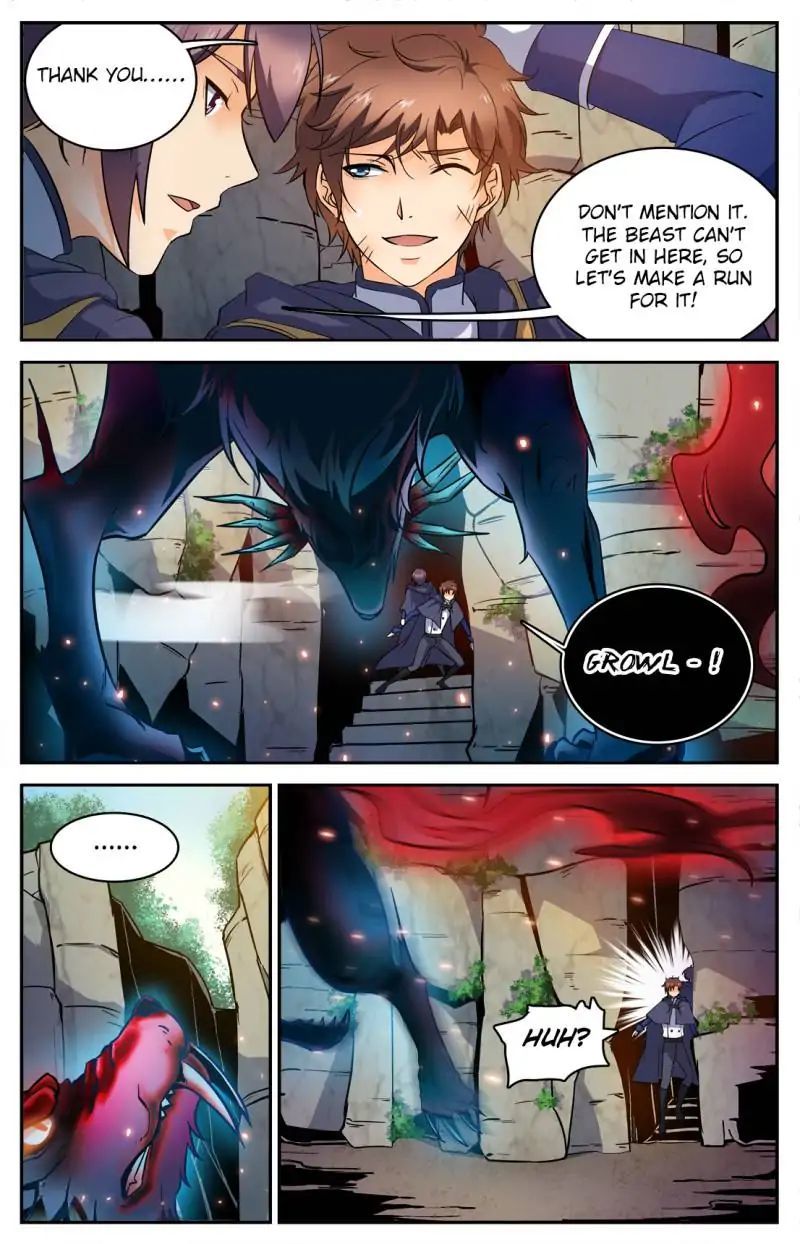 THANK YOU......
DON'T MENTION IT.
THE BEAST CAN'T
GET IN HERE, SO
LET'S MAKE A RUN
FOR IT!
GROWL - !
......
HUH?